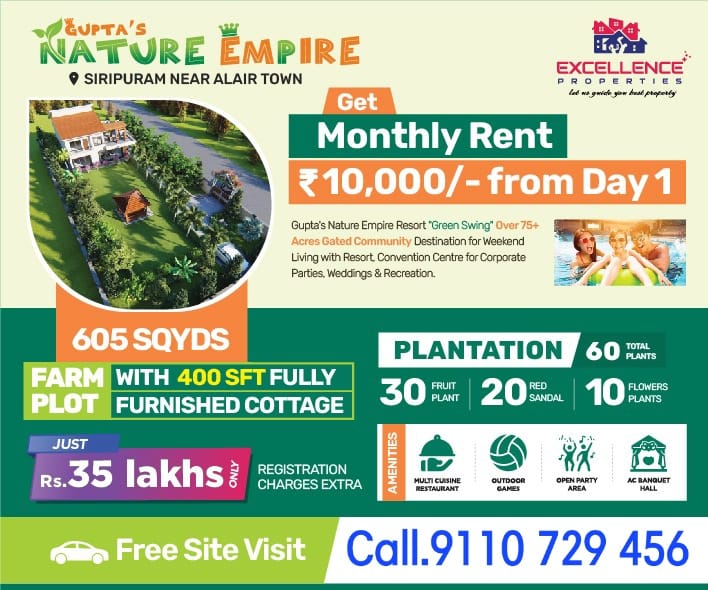 GUPTA'S
NATURE EMPIRE
SIRIPURAM NEAR ALAIR TOWN
EXCELLENCE
PROPERTIES
let us guide you best property
Get
Monthly Rent
₹10,000/- from Day 1
Gupta's Nature Empire Resort "Green Swing" Over 75+
Acres Gated Community Destination for Weekend
Living with Resort, Convention Centre for Corporate
Parties, Weddings & Recreation.
605 SQYDS
FARM PLOT
WITH 400 SFT FULLY
FURNISHED COTTAGE
JUST
Rs.35 lakhs ONLY
REGISTRATION
CHARGES EXTRA
PLANTATION
60 TOTAL PLANTS
30 FRUIT PLANT
20 RED SANDAL
10 FLOWERS PLANTS
AMENITIES
MULTI CUISINE
RESTAURANT
OUTDOOR
GAMES
OPEN PARTY
AREA
AC BANQUET
HALL
Free Site Visit
Call.9110 729 456